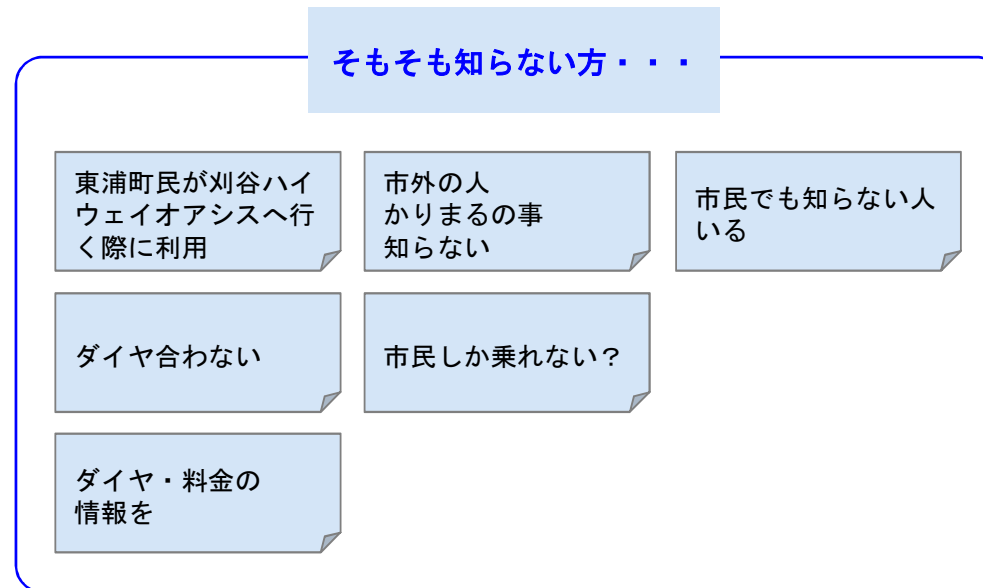 そもそも知らない方・・・
東浦町民が刈谷ハイ
ウェイオアシスへ行
く際に利用
市外の人
かりまるの事
知らない
市民でも知らない人
いる
ダイヤ合わない
市民しか乗れない？
ダイヤ・料金の
情報を